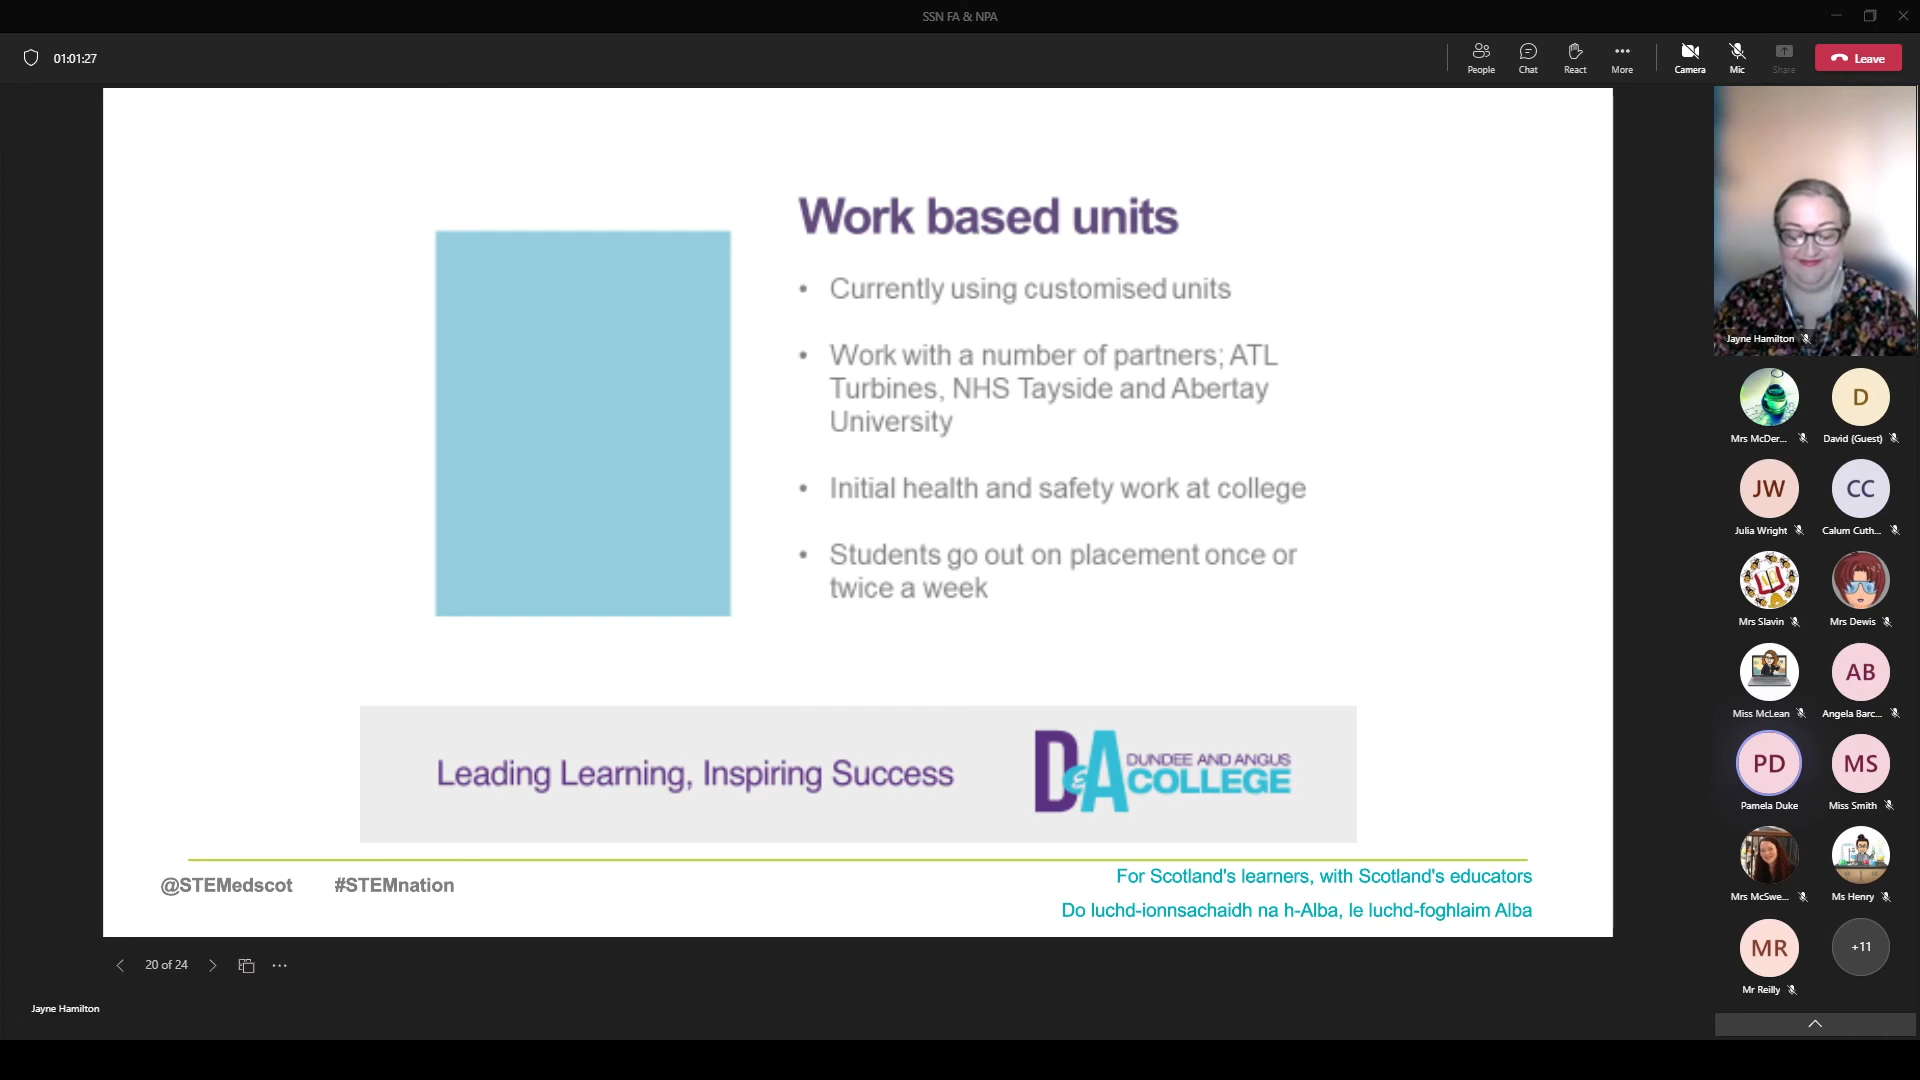 SSN FA & NPA
01:01:27
People
Chat
React
More
Camera
Mic
Share
Leave
Work based units
• Currently using customised units
• Work with a number of partners; ATL
Turbines, NHS Tayside and Abertay
University
• Initial health and safety work at college
• Students go out on placement once or
twice a week
Leading Learning, Inspiring Success
D&A DUNDEE AND ANGUS
COLLEGE
@STEMedscot #STEMnation
For Scotland's learners, with Scotland's educators
Do luchd-ionnsachaidh na h-Alba, le luchd-foghlaim Alba
20 of 24
Jayne Hamilton
Jayne Hamilton
Mrs McDer...
D
David (Guest)
JW
Julia Wright
CC
Calum Cuth...
Mrs Slavin
Mrs Dewis
Miss McLean
AB
Angela Barc...
PD
Pamela Duke
MS
Miss Smith
Mrs McSwe...
Ms Henry
MR
Mr Reilly
+11